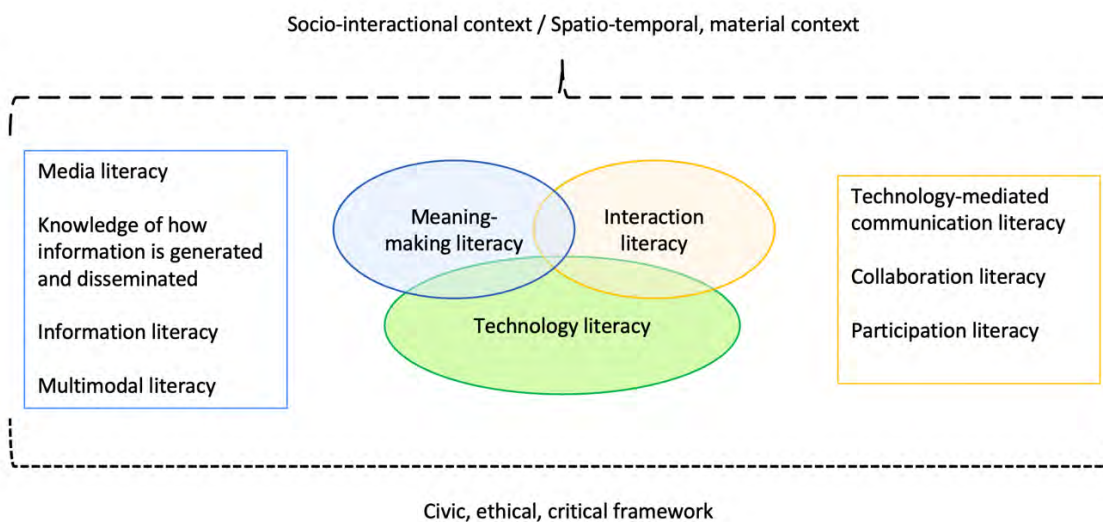 Socio-interactional context / Spatio-temporal, material context
Media literacy
Knowledge of how
information is generated
and disseminated
Information literacy
Multimodal literacy
Meaning-
making literacy
Interaction
literacy
Technology literacy
Technology-mediated
communication literacy
Collaboration literacy
Participation literacy
Civic, ethical, critical framework